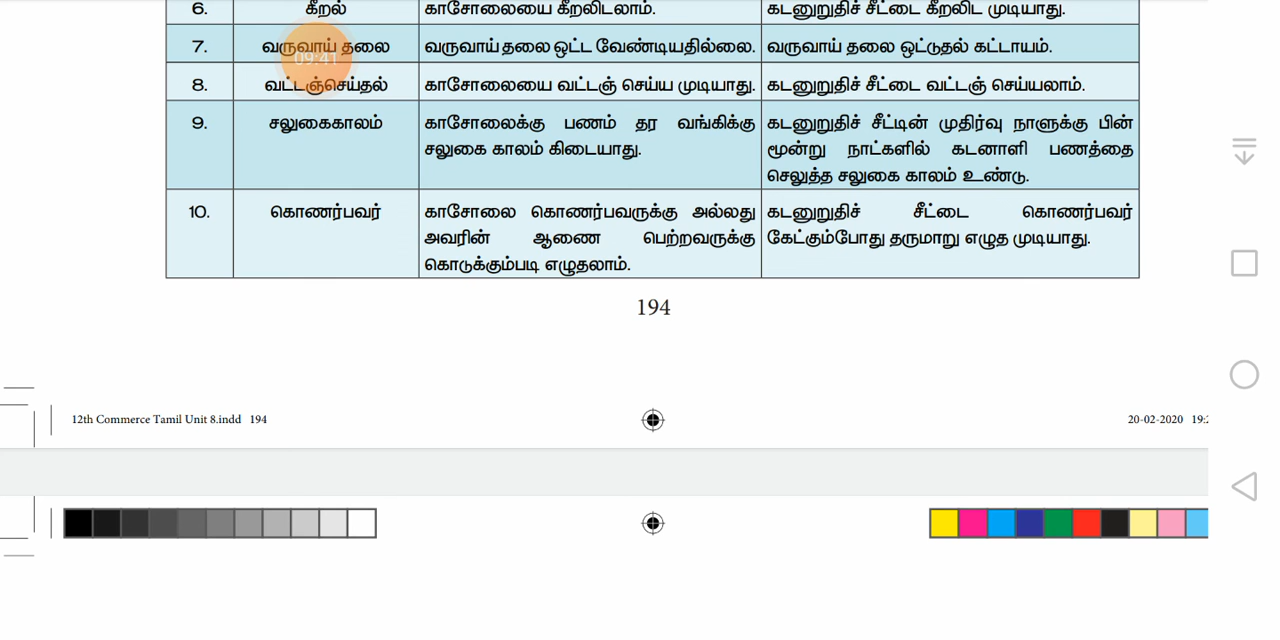 6. கீறல் காசோலையை கீறலிடலாம். கடனுறுதிச் சீட்டை கீறலிட முடியாது.
7. வருவாய் தலை வருவாய் தலை ஒட்ட வேண்டியதில்லை. வருவாய் தலை ஒட்டுதல் கட்டாயம்.
09:41
8. வட்டஞ்செய்தல் காசோலையை வட்டஞ் செய்ய முடியாது. கடனுறுதிச் சீட்டை வட்டஞ் செய்யலாம்.
9. சலுகைகாலம் காசோலைக்கு பணம் தர வங்கிக்கு கடனுறுதிச் சீட்டின் முதிர்வு நாளுக்கு பின்
சலுகை காலம் கிடையாது. மூன்று நாட்களில் கடனாளி பணத்தை
செலுத்த சலுகை காலம் உண்டு.
10. கொணர்பவர் காசோலை கொணர்பவருக்கு அல்லது கடனுறுதிச் சீட்டை கொணர்பவர்
அவரின் ஆணை பெற்றவருக்கு கேட்கும்போது தருமாறு எழுத முடியாது.
கொடுக்கும்படி எழுதலாம்.
194
12th Commerce Tamil Unit 8.indd 194 20-02-2020